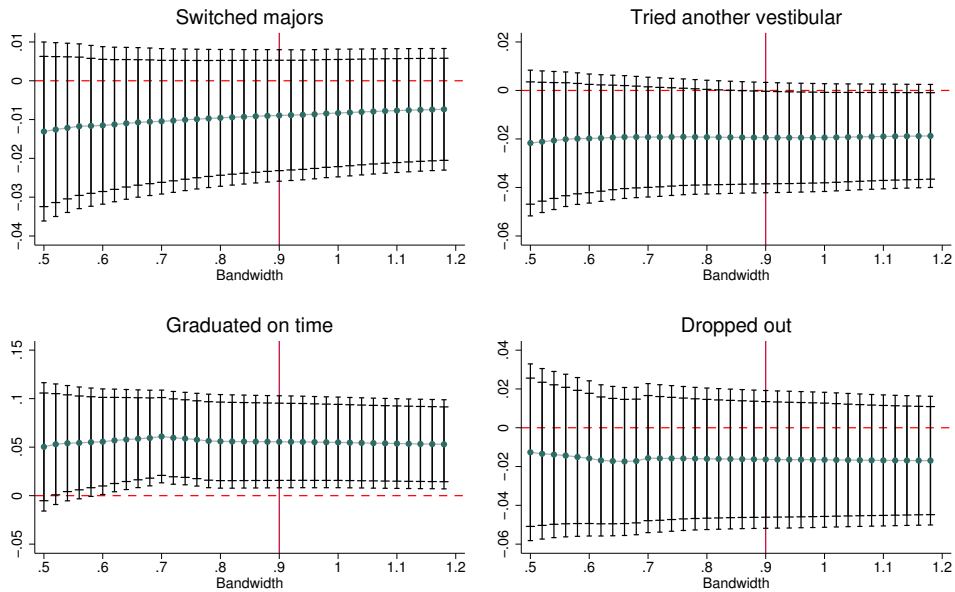 Switched majors
.01
0
-.01
-.02
-.03
-.04
.5 .6 .7 .8 .9 1 1.1 1.2
Bandwidth
Tried another vestibular
.02
0
-.02
-.04
-.06
.5 .6 .7 .8 .9 1 1.1 1.2
Bandwidth
Graduated on time
.15
.1
.05
0
-.05
.5 .6 .7 .8 .9 1 1.1 1.2
Bandwidth
Dropped out
.04
.02
0
-.02
-.04
-.06
.5 .6 .7 .8 .9 1 1.1 1.2
Bandwidth